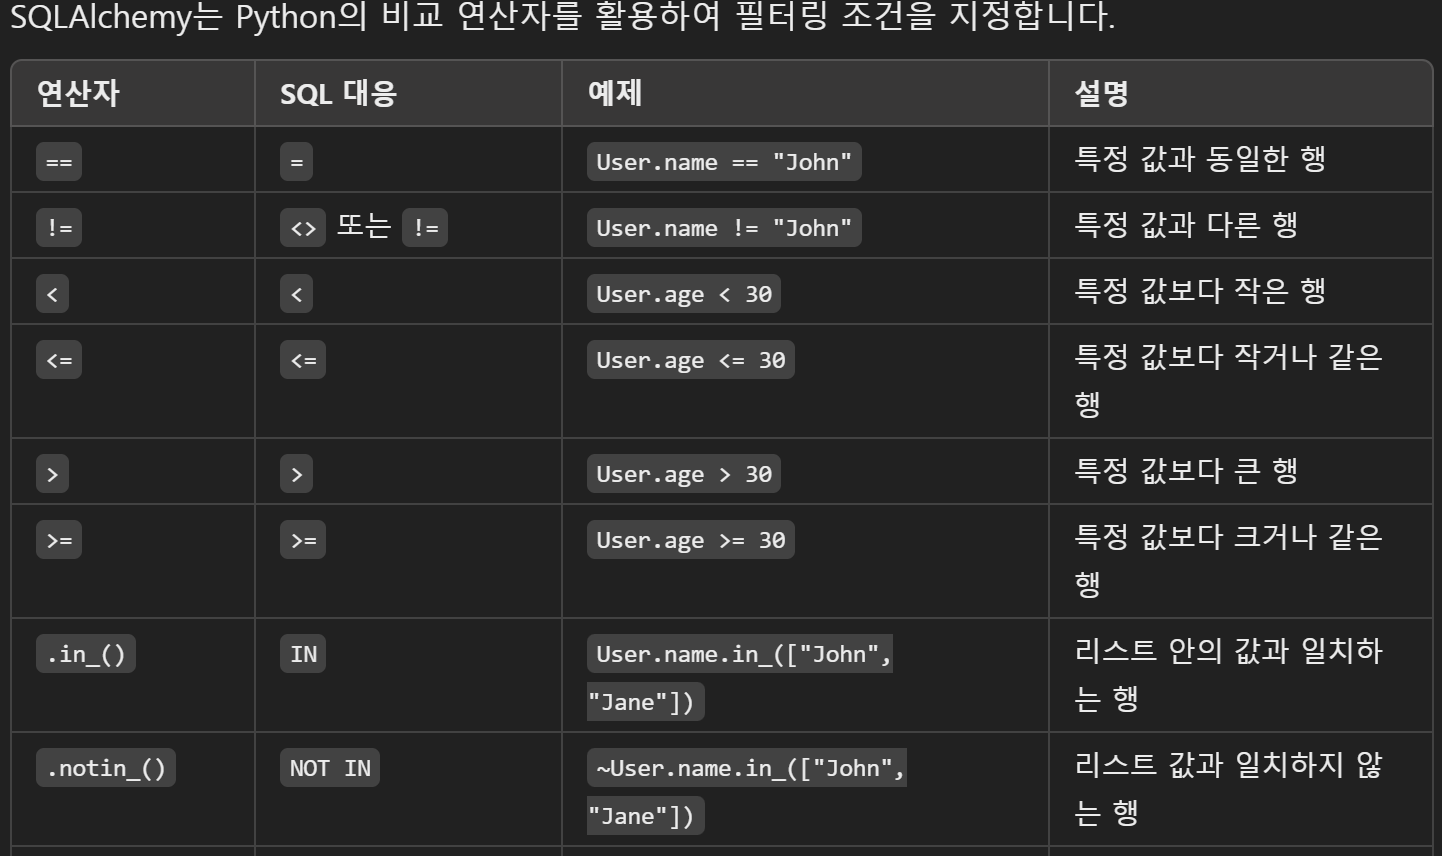 SQLAlchemy는 Python의 비교 연산자를 활용하여 필터링 조건을 지정합니다.
연산자 SQL 대응 예제 설명
== = User.name == "John" 특정 값과 동일한 행
!= <> 또는 != User.name != "John" 특정 값과 다른 행
< < User.age < 30 특정 값보다 작은 행
<= <= User.age <= 30 특정 값보다 작거나 같은
행
> > User.age > 30 특정 값보다 큰 행
>= >= User.age >= 30 특정 값보다 크거나 같은
행
.in_() IN User.name.in_(["John", 리스트 안의 값과 일치하
"Jane"]) 는 행
.notin_() NOT IN ~User.name.in_(["John", 리스트 값과 일치하지 않
"Jane"]) 는 행